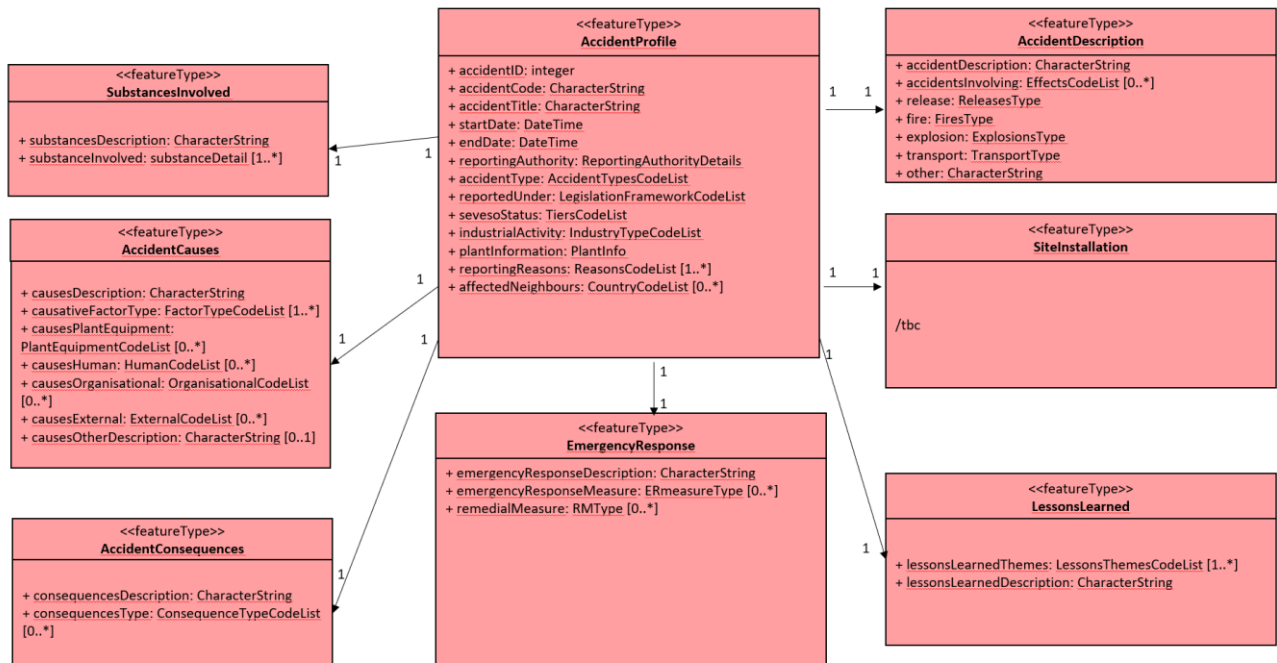 <<featureType>>
SubstancesInvolved
+ substancesDescription: CharacterString
+ substanceInvolved: substanceDetail [1..*]
<<featureType>>
AccidentCauses
+ causesDescription: CharacterString
+ causativeFactorType: FactorTypeCodeList [1..*]
+ causesPlantEquipment:
PlantEquipmentCodeList [0..*]
+ causesHuman: HumanCodeList [0..*]
+ causesOrganisational: OrganisationalCodeList
[0..*]
+ causesExternal: ExternalCodeList [0..*]
+ causesOtherDescription: CharacterString [0..1]
<<featureType>>
AccidentConsequences
+ consequencesDescription: CharacterString
+ consequencesType: ConsequenceTypeCodeList
[0..*]
1
1
1
1
1
1
<<featureType>>
AccidentProfile
+ accidentID: integer
+ accidentCode: CharacterString
+ accidentTitle: CharacterString
+ startDate: DateTime
+ endDate: DateTime
+ reportingAuthority: ReportingAuthorityDetails
+ accidentType: AccidentTypesCodeList
+ reportedUnder: LegislationFrameworkCodeList
+ sevesoStatus: TiersCodeList
+ industrialActivity: IndustryTypeCodeList
+ plantInformation: PlantInfo
+ reportingReasons: ReasonsCodeList [1..*]
+ affectedNeighbours: CountryCodeList [0..*]
1
1
<<featureType>>
EmergencyResponse
+ emergencyResponseDescription: CharacterString
+ emergencyResponseMeasure: ERmeasureType [0..*]
+ remedialMeasure: RMType [0..*]
1 1
1 1
1
1
<<featureType>>
AccidentDescription
+ accidentDescription: CharacterString
+ accidentsInvolving: EffectsCodeList [0..*]
+ release: ReleasesType
+ fire: FiresType
+ explosion: ExplosionsType
+ transport: TransportType
+ other: CharacterString
<<featureType>>
SiteInstallation
/tbc
<<featureType>>
LessonsLearned
+ lessonsLearnedThemes: LessonsThemesCodeList [1..*]
+ lessonsLearnedDescription: CharacterString